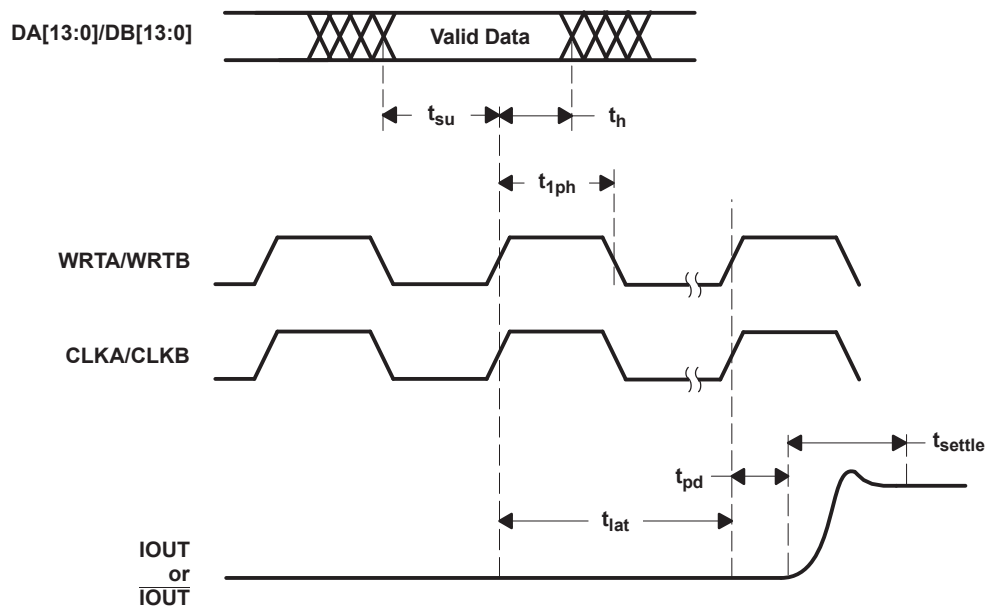 DA[13:0]/DB[13:0]
Valid Data
tsu
th
t1ph
WRTA/WRTB
CLKA/CLKB
tsettle
tpd
tlat
IOUT
or
IOUT